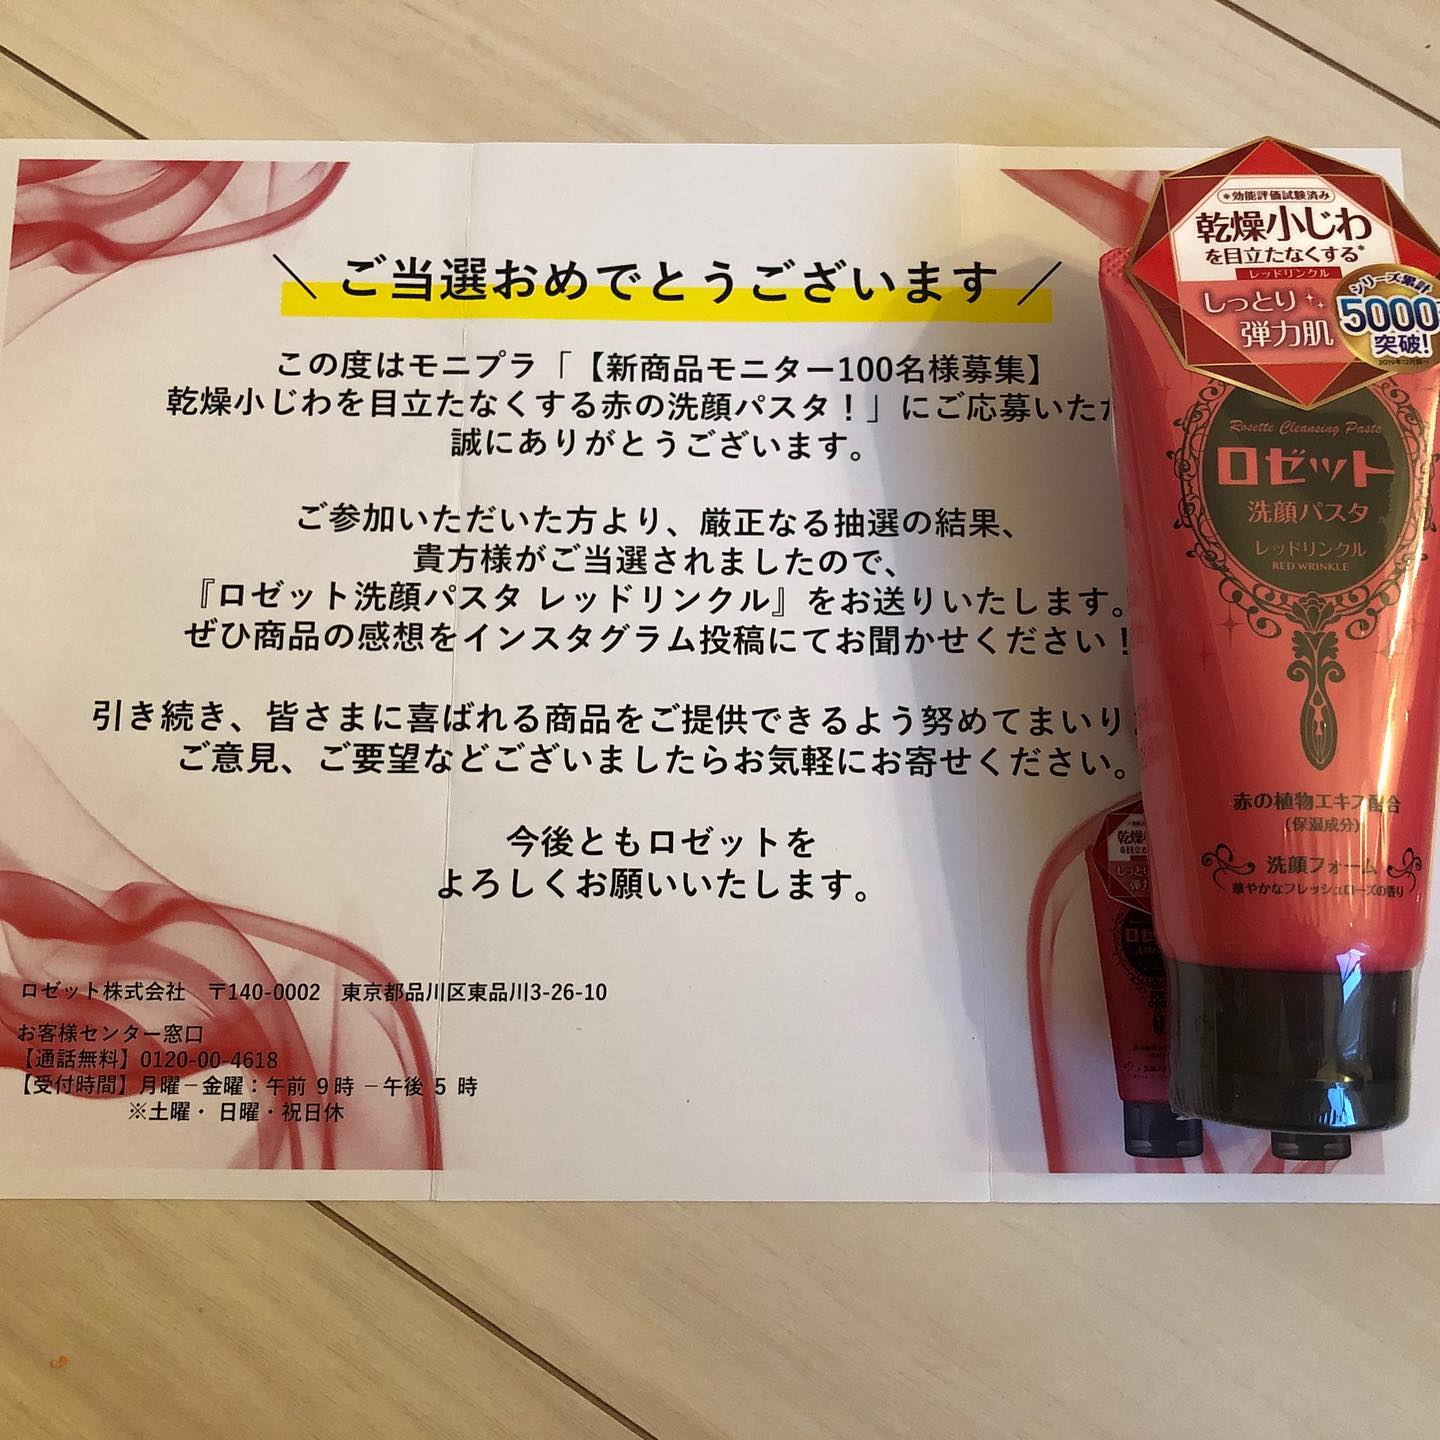 ＼ ご当選おめでとうございます ／
この度はモニプラ「【新商品モニター100名様募集】
乾燥小じわを目立たなくする赤の洗顔パスタ！」にご応募いただ
誠にありがとうございます。
ご参加いただいた方より、厳正なる抽選の結果、
貴方様がご当選されましたので、
『ロゼット洗顔パスタ レッドリンクル』をお送りいたします。
ぜひ商品の感想をインスタグラム投稿にてお聞かせください！
引き続き、皆さまに喜ばれる商品をご提供できるよう努めてまいり
ご意見、ご要望などございましたらお気軽にお寄せください。
今後ともロゼットを
よろしくお願いいたします。
ロゼット株式会社 〒140-0002 東京都品川区東品川3-26-10
お客様センター窓口
【通話無料】0120-00-4618
【受付時間】月曜－金曜：午前９時－午後５時
※土曜・日曜・祝日休
*効能評価試験済み
乾燥小じわ
を目立たなくする*
レッドリンクル
しっとり
弾力肌
シリーズ累計
5000
突破!
2019年12月
Rosette Cleansing Paste
ロゼット
洗顔パスタ
レッドリンクル
RED WRINKLE
赤の植物エキス配合
(保湿成分)
洗顔フォーム
華やかなフレッシュローズの香り